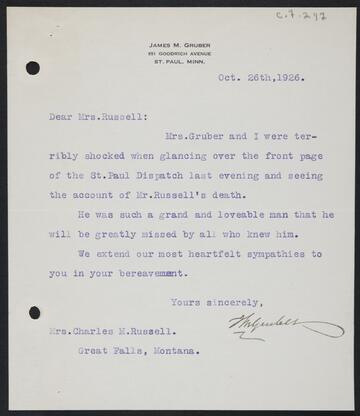 C.7.242
JAMES M. GRUBER
851 GOODRICH AVENUE
ST. PAUL, MINN.
Oct. 26th,1926.
Dear Mrs.Russell:
Mrs.Gruber and I were ter-
ribly shocked when glancing over the front page
of the St.Paul Dispatch last evening and seeing
the account of Mr.Russell's death.
He was such a grand and loveable man that he
will be greatly missed by all who knew him.
We extend our most heartfelt sympathies to
you in your bereavement.
Yours sincerely,
Mrs.Charles M.Russell.
Great Falls, Montana.